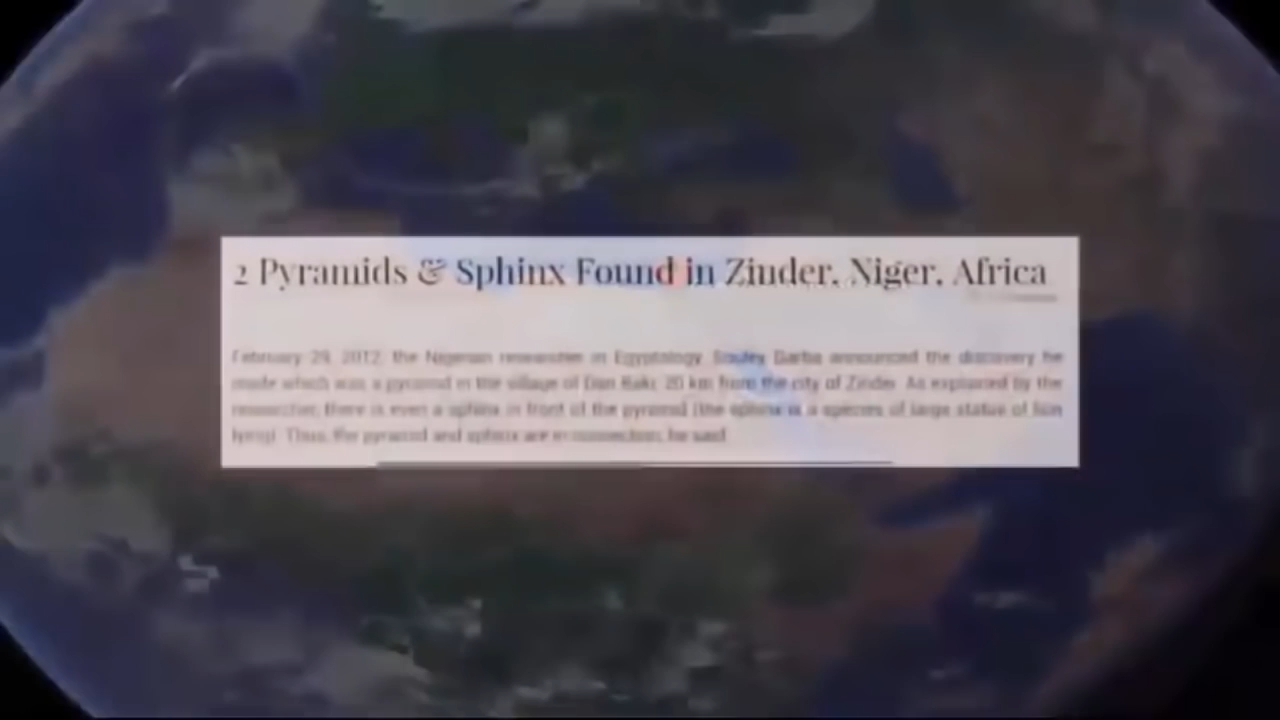 2 Pyramids & Sphinx Found in Zinder, Niger, Africa
February 29, 2012, the Nigerien researcher in Egyptology, Souley Garba announced the discovery he
made which was a pyramid in the village of Dan Baki, 20 km from the city of Zinder. As explained by the
researcher, there is even a sphinx in front of the pyramid (the sphinx is a species of large statue of lion
lying). Thus, the pyramid and sphinx are in connection, he said.